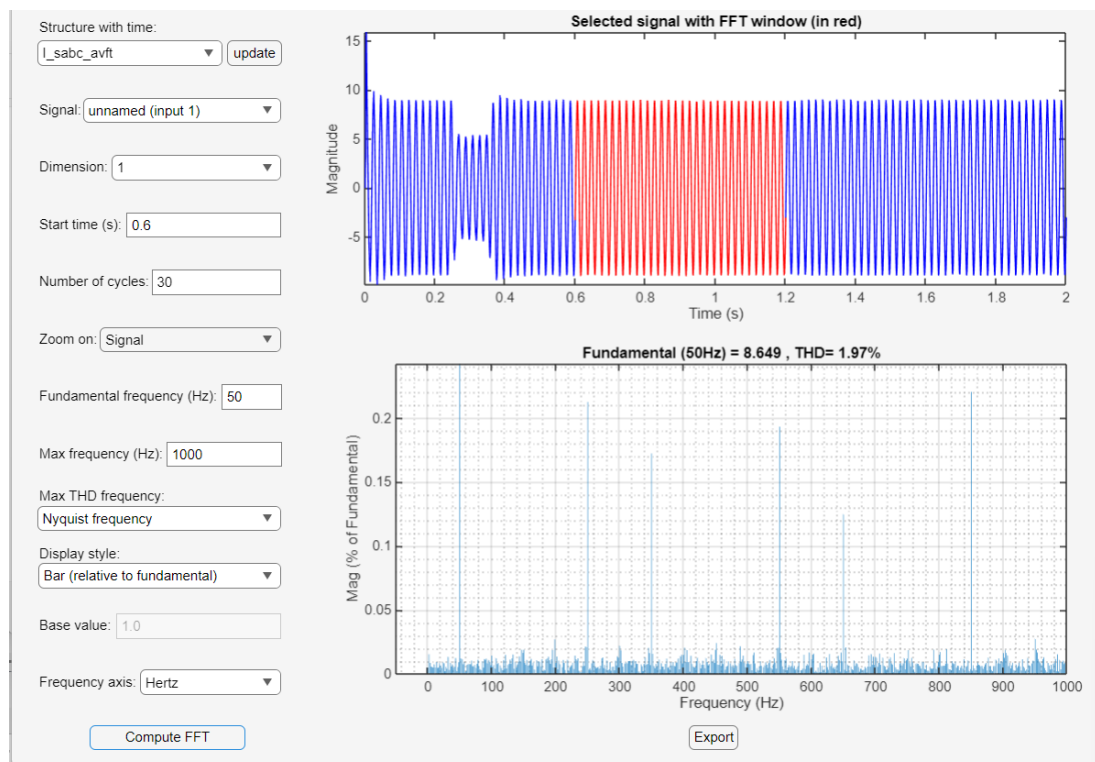 Structure with time:
I_sabc_avft
update
Signal: unnamed (input 1)
Dimension: 1
Start time (s): 0.6
Number of cycles: 30
Zoom on: Signal
Fundamental frequency (Hz): 50
Max frequency (Hz): 1000
Max THD frequency:
Nyquist frequency
Display style:
Bar (relative to fundamental)
Base value: 1.0
Frequency axis: Hertz
Compute FFT
Selected signal with FFT window (in red)
Magnitude
15
10
5
0
-5
0 0.2 0.4 0.6 0.8 1 1.2 1.4 1.6 1.8 2
Time (s)
Fundamental (50Hz) = 8.649 , THD= 1.97%
Mag (% of Fundamental)
0.2
0.15
0.1
0.05
0
0 100 200 300 400 500 600 700 800 900 1000
Frequency (Hz)
Export